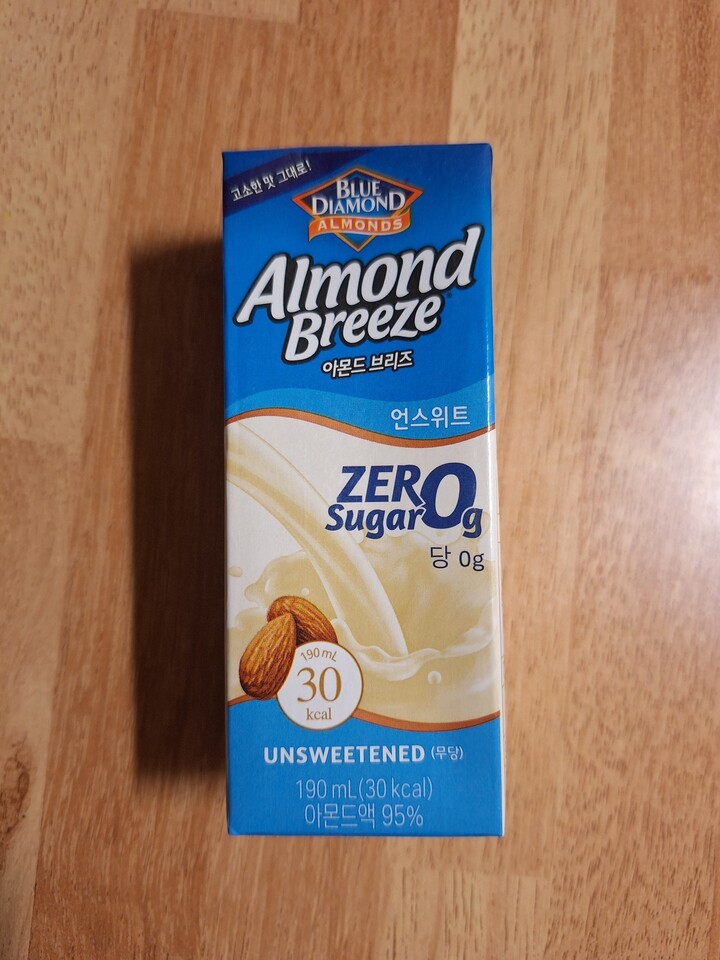 고소한 맛 그대로!
BLUE
DIAMOND
ALMONDS
Almond
Breeze
아몬드 브리즈
언스위트
ZERO
Sugar 0g
당 0g
190 mL
30
kcal
UNSWEETENED (무당)
190 mL(30 kcal)
아몬드액 95%